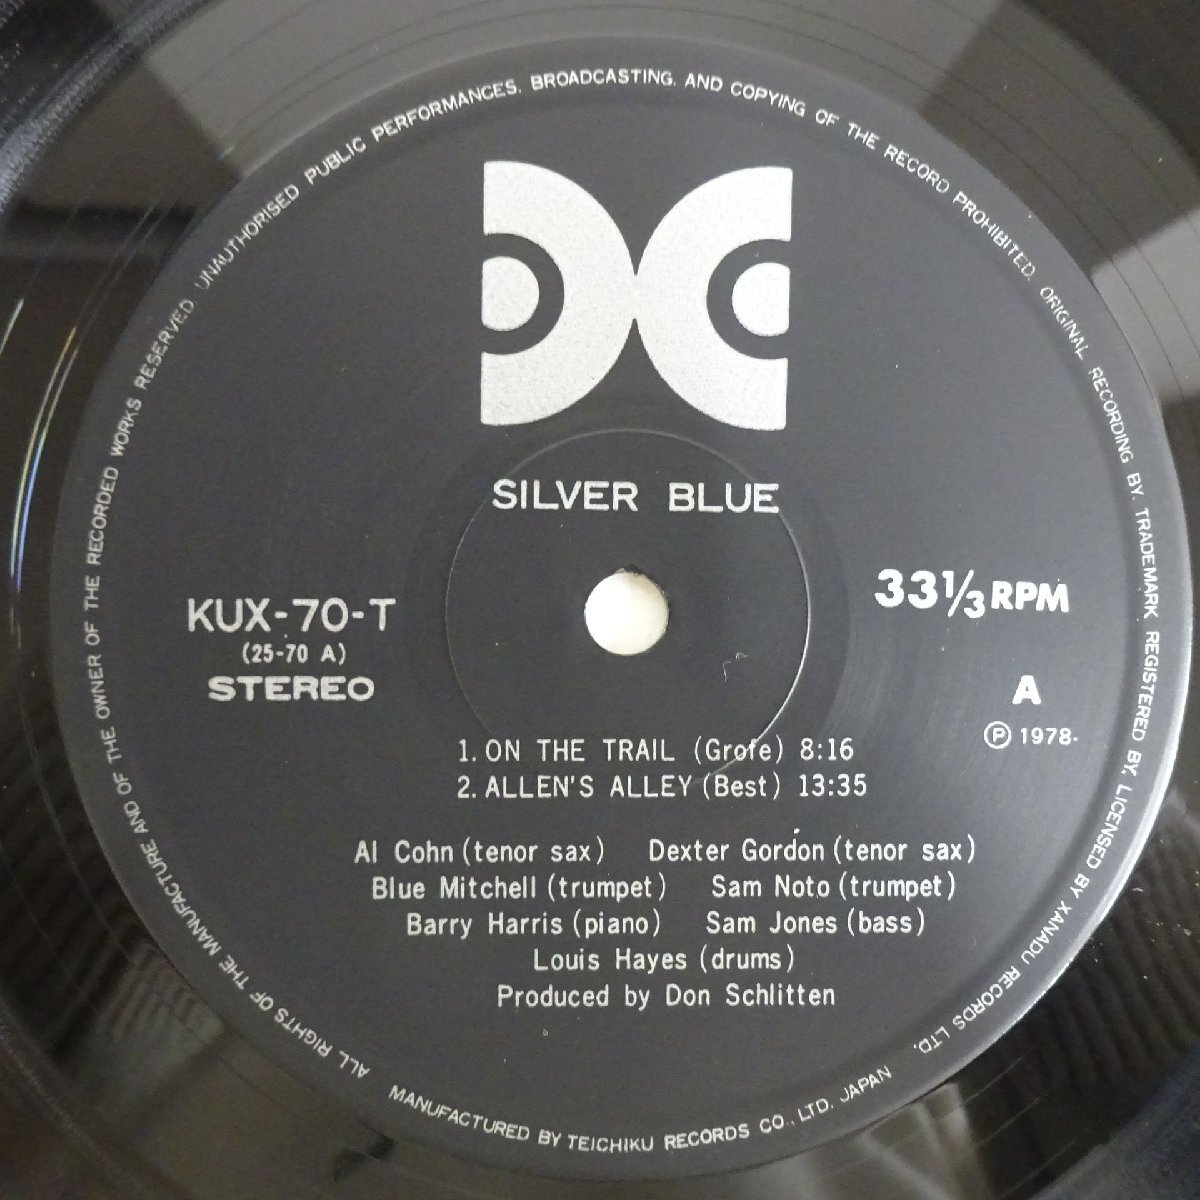 SILVER BLUE
KUX-70-T
(25-70 A)
STEREO
33⅓ RPM
A
Ⓟ 1978.
1. ON THE TRAIL (Grofe) 8:16
2. ALLEN'S ALLEY (Best) 13:35
Al Cohn (tenor sax) Dexter Gordon (tenor sax)
Blue Mitchell (trumpet) Sam Noto (trumpet)
Barry Harris (piano) Sam Jones (bass)
Louis Hayes (drums)
Produced by Don Schlitten
ALL RIGHTS OF THE MANUFACTURE AND OF THE OWNER OF THE RECORDED WORKS RESERVED. UNAUTHORISED PUBLIC PERFORMANCES. BROADCASTING. AND COPYING OF THE RECORD PROHIBITED. ORIGINAL RECORDING BY. TRADEMARK REGISTERED BY, LICENSED BY XANADU RECORDS LTD.
MANUFACTURED BY TEICHIKU RECORDS CO., LTD. JAPAN